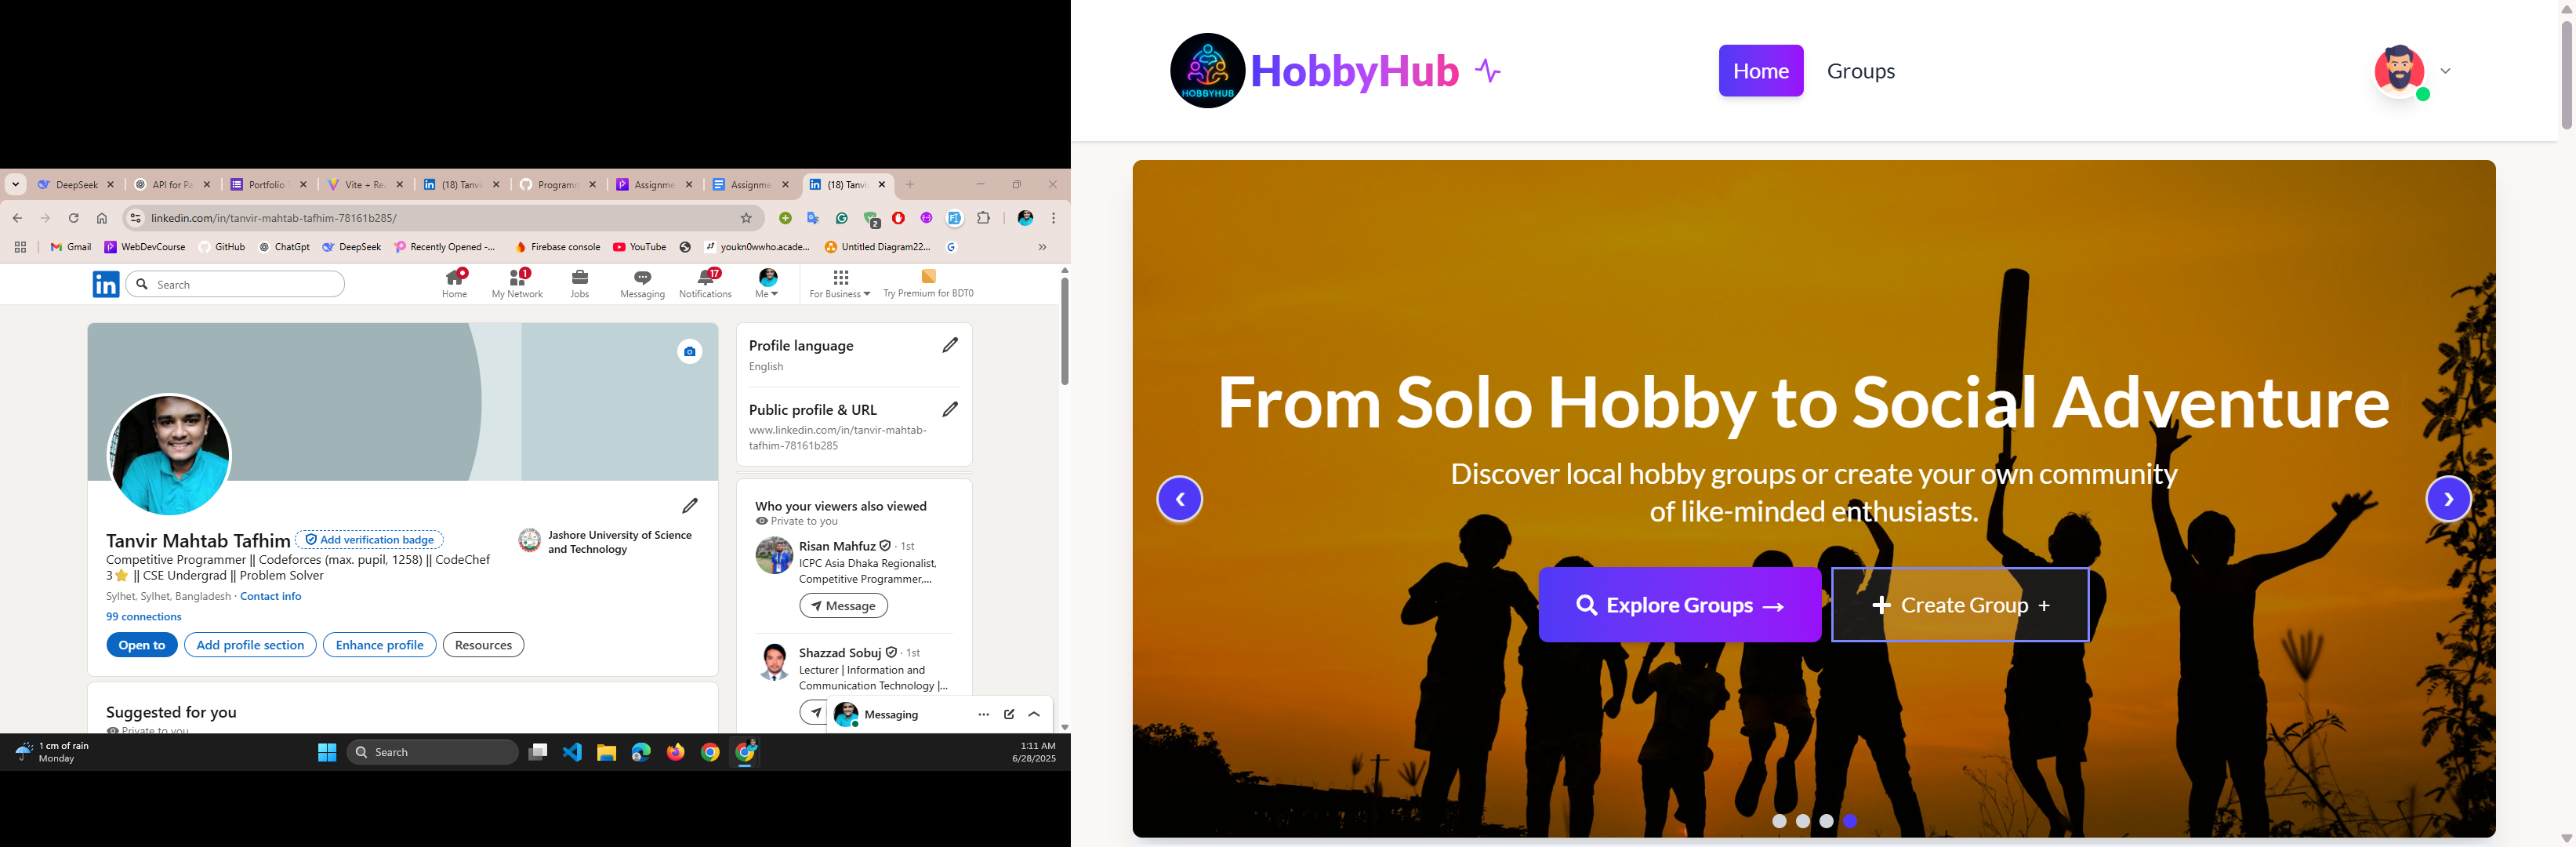 DeepSeek
API for Pa
Portfolio
Vite + Re
(18) Tanvi
Program
Assignme
Assignme
(18) Tanvi
linkedin.com/in/tanvir-mahtab-tafhim-78161b285/
2
Gmail
WebDevCourse
GitHub
ChatGpt
DeepSeek
Recently Opened -...
Firebase console
YouTube
youkn0wwho.acade...
Untitled Diagram22...
in
Search
Home
1
My Network
Jobs
Messaging
17
Notifications
Me
For Business
Try Premium for BDT0
Tanvir Mahtab Tafhim
Add verification badge
Competitive Programmer || Codeforces (max. pupil, 1258) || CodeChef
3⭐ || CSE Undergrad || Problem Solver
Sylhet, Sylhet, Bangladesh · Contact info
99 connections
Jashore University of Science
and Technology
Open to
Add profile section
Enhance profile
Resources
Suggested for you
Private to you
Profile language
English
Public profile & URL
www.linkedin.com/in/tanvir-mahtab-
tafhim-78161b285
Who your viewers also viewed
Private to you
Risan Mahfuz · 1st
ICPC Asia Dhaka Regionalist,
Competitive Programmer,...
Message
Shazzad Sobuj · 1st
Lecturer | Information and
Communication Technology |...
Messaging
1 cm of rain
Monday
Search
1:11 AM
6/28/2025
HOBBYHUB
HobbyHub
Home
Groups
From Solo Hobby to Social Adventure
Discover local hobby groups or create your own community
of like-minded enthusiasts.
Explore Groups →
Create Group +